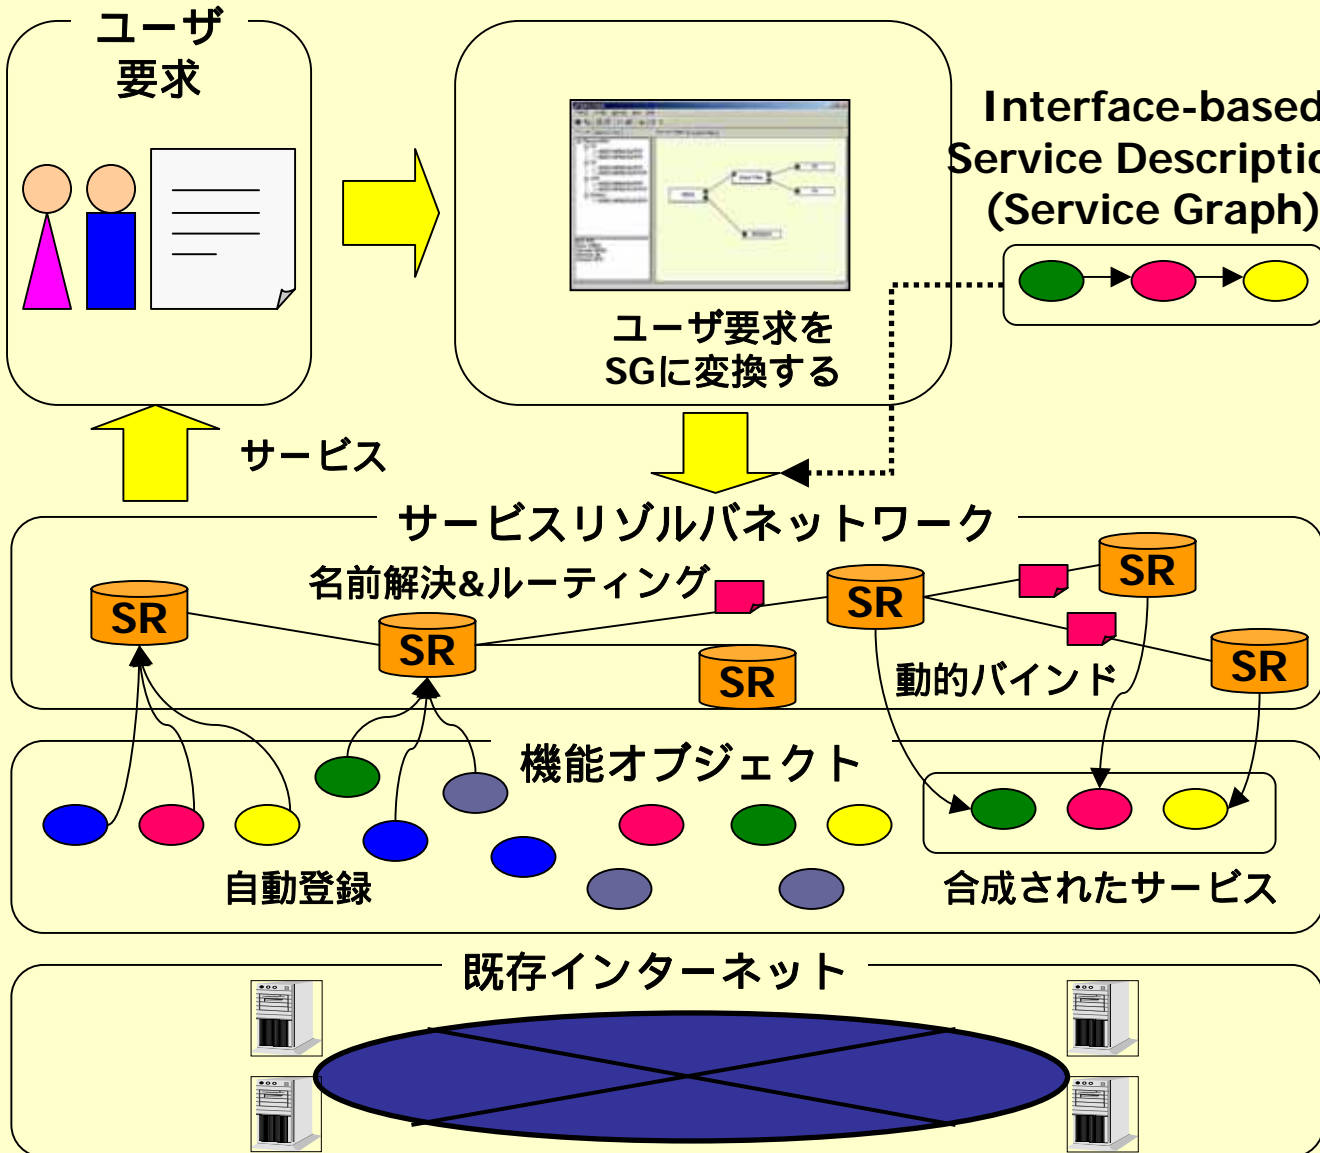 ユーザ
要求
Interface-based
Service Descriptio
(Service Graph)
ユーザ要求を
SGに変換する
サービス
サービスリゾルバネットワーク
名前解決&ルーティング
SR
SR
SR
SR
SR
SR
動的バインド
機能オブジェクト
自動登録
合成されたサービス
既存インターネット